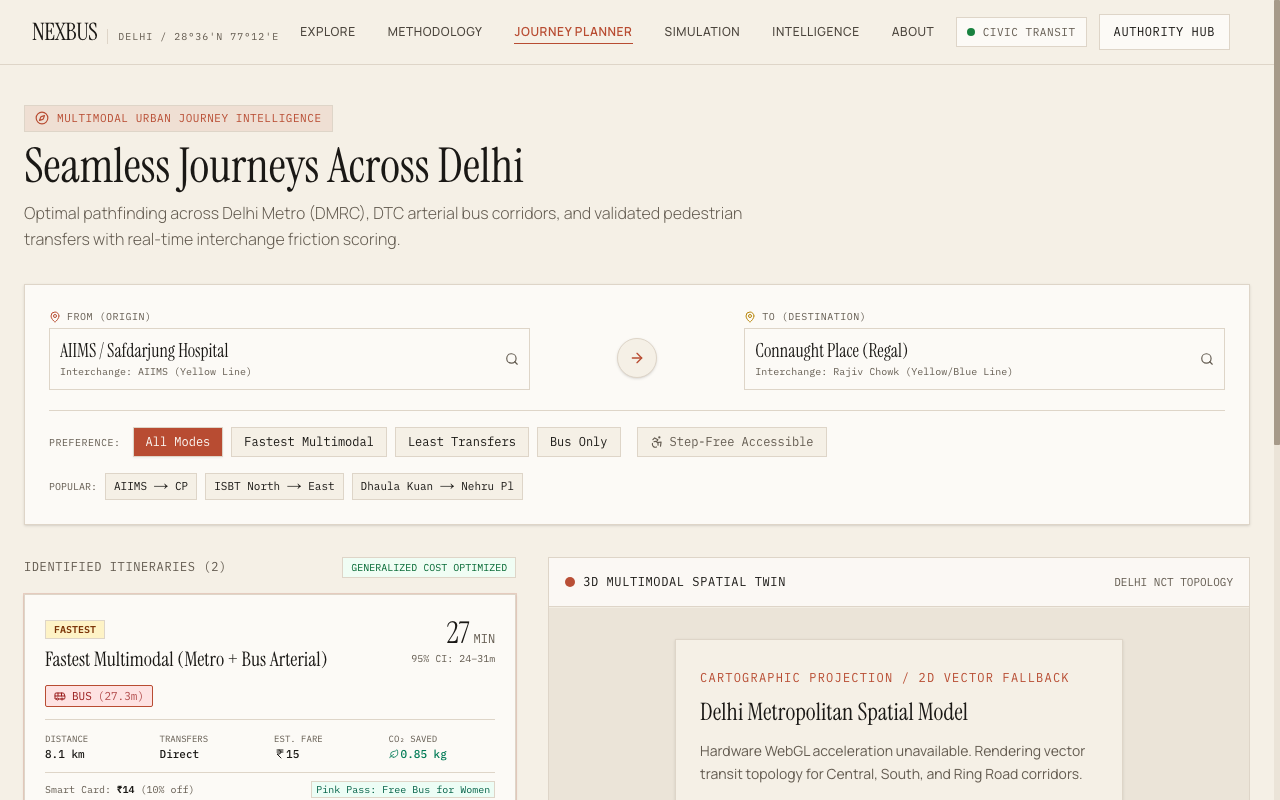 NEXBUS
DELHI / 28°36'N 77°12'E
EXPLORE
METHODOLOGY
JOURNEY PLANNER
SIMULATION
INTELLIGENCE
ABOUT
CIVIC TRANSIT
AUTHORITY HUB
MULTIMODAL URBAN JOURNEY INTELLIGENCE
Seamless Journeys Across Delhi
Optimal pathfinding across Delhi Metro (DMRC), DTC arterial bus corridors, and validated pedestrian
transfers with real-time interchange friction scoring.
FROM (ORIGIN)
AIIMS / Safdarjung Hospital
Interchange: AIIMS (Yellow Line)
TO (DESTINATION)
Connaught Place (Regal)
Interchange: Rajiv Chowk (Yellow/Blue Line)
PREFERENCE:
All Modes
Fastest Multimodal
Least Transfers
Bus Only
Step-Free Accessible
POPULAR:
AIIMS ⟶ CP
ISBT North ⟶ East
Dhaula Kuan ⟶ Nehru Pl
IDENTIFIED ITINERARIES (2)
GENERALIZED COST OPTIMIZED
FASTEST
Fastest Multimodal (Metro + Bus Arterial)
27 MIN
95% CI: 24–31m
BUS (27.3m)
DISTANCE
8.1 km
TRANSFERS
Direct
EST. FARE
₹15
CO₂ SAVED
0.85 kg
Smart Card: ₹14 (10% off)
Pink Pass: Free Bus for Women
3D MULTIMODAL SPATIAL TWIN
DELHI NCT TOPOLOGY
CARTOGRAPHIC PROJECTION / 2D VECTOR FALLBACK
Delhi Metropolitan Spatial Model
Hardware WebGL acceleration unavailable. Rendering vector
transit topology for Central, South, and Ring Road corridors.